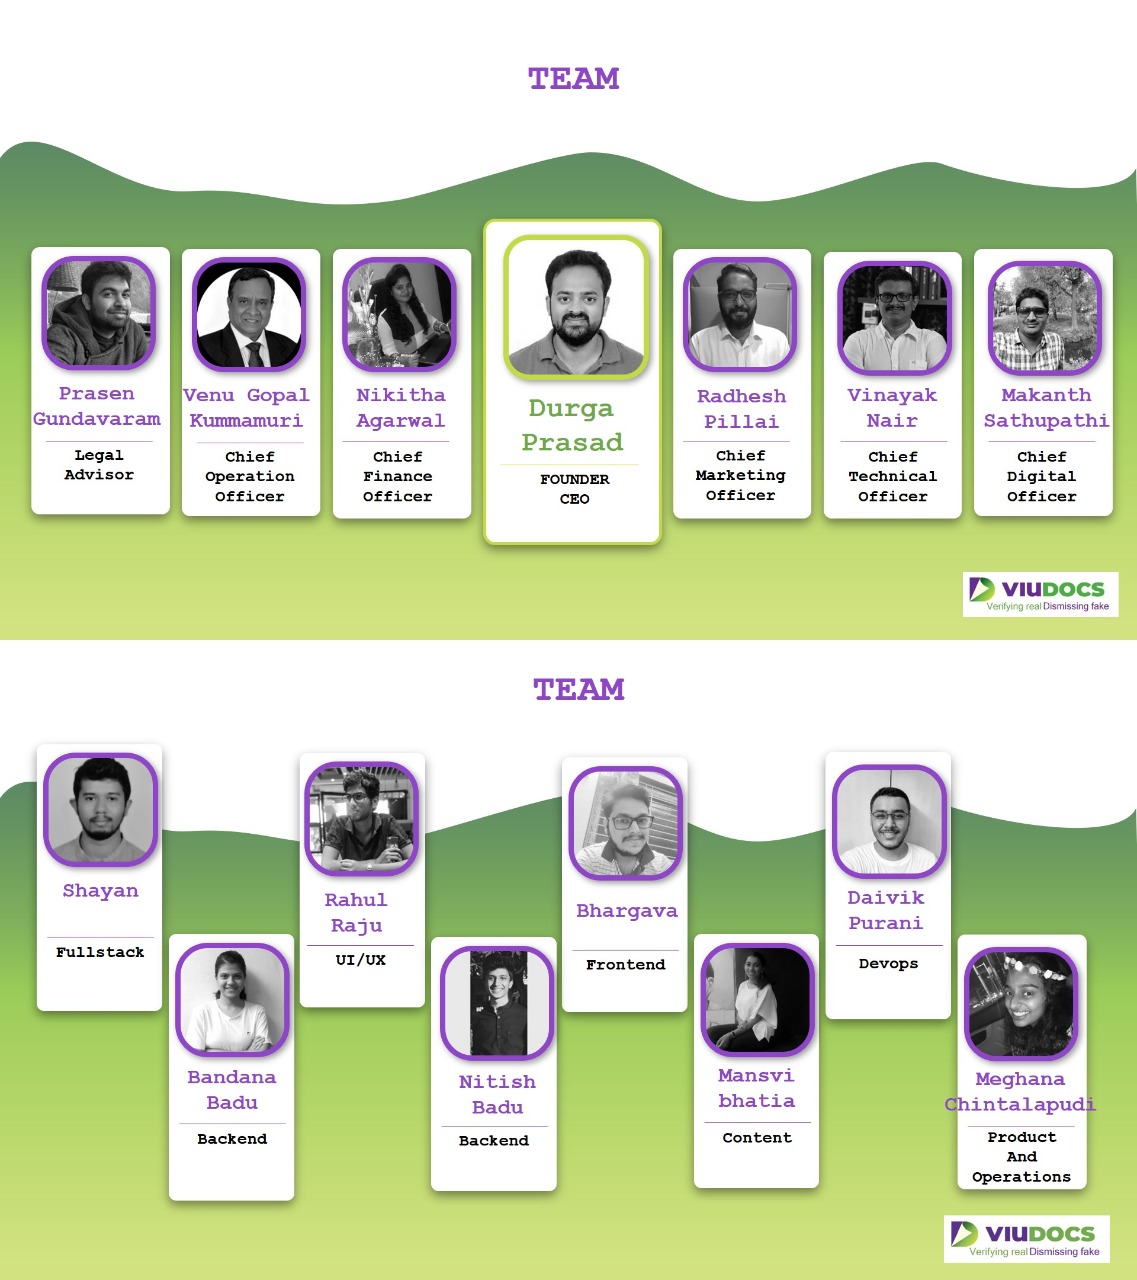 TEAM
Prasen
Gundavaram
Legal
Advisor
Venu Gopal
Kummamuri
Chief
Operation
Officer
Nikitha
Agarwal
Chief
Finance
Officer
Durga
Prasad
FOUNDER
CEO
Radhesh
Pillai
Chief
Marketing
Officer
Vinayak
Nair
Chief
Technical
Officer
Makanth
Sathupathi
Chief
Digital
Officer
VIUDOCS
Verifying real Dismissing fake
TEAM
Shayan
Fullstack
Bandana
Badu
Backend
Rahul
Raju
UI/UX
Nitish
Badu
Backend
Bhargava
Frontend
Mansvi
bhatia
Content
Daivik
Purani
Devops
Meghana
Chintalapudi
Product
And
Operations
VIUDOCS
Verifying real Dismissing fake